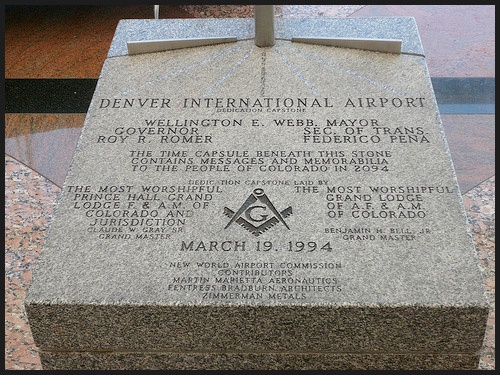 DENVER INTERNATIONAL AIRPORT
DEDICATION CAPSTONE
WELLINGTON E. WEBB, MAYOR
GOVERNOR
ROY R. ROMER
SEC. OF TRANS.
FEDERICO PEÑA
THE TIME CAPSULE BENEATH THIS STONE
CONTAINS MESSAGES AND MEMORABILIA
TO THE PEOPLE OF COLORADO IN 2094
DEDICATION CAPSTONE LAID BY
THE MOST WORSHIPFUL
PRINCE HALL GRAND
LODGE F. & A.M. OF
COLORADO AND
JURISDICTION
CLAUDE W. GRAY, SR.
GRAND MASTER
G
THE MOST WORSHIPFUL
GRAND LODGE
OF A.F. & A.M.
OF COLORADO
BENJAMIN H. BELL, JR.
GRAND MASTER
MARCH 19, 1994
NEW WORLD AIRPORT COMMISSION
CONTRIBUTORS
MARTIN MARIETTA AERONAUTICS
FENTRESS BRADBURN ARCHITECTS
ZIMMERMAN METALS